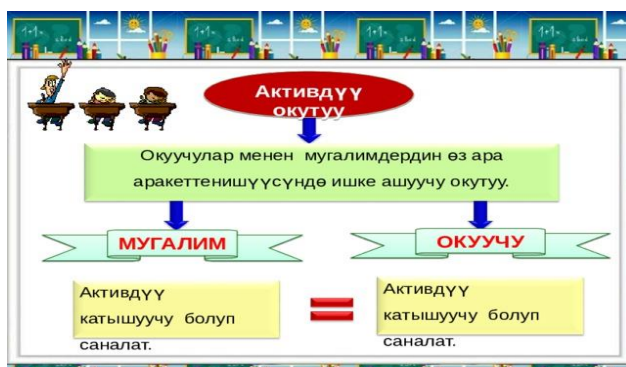 Активдүү
окутуу
Окуучулар менен мугалимдердин өз ара
аракеттенишүүсүндө ишке ашуучу окутуу.
МУГАЛИМ
ОКУУЧУ
Активдүү
катышуучу болуп
саналат.
=
Активдүү
катышуучу болуп
саналат.